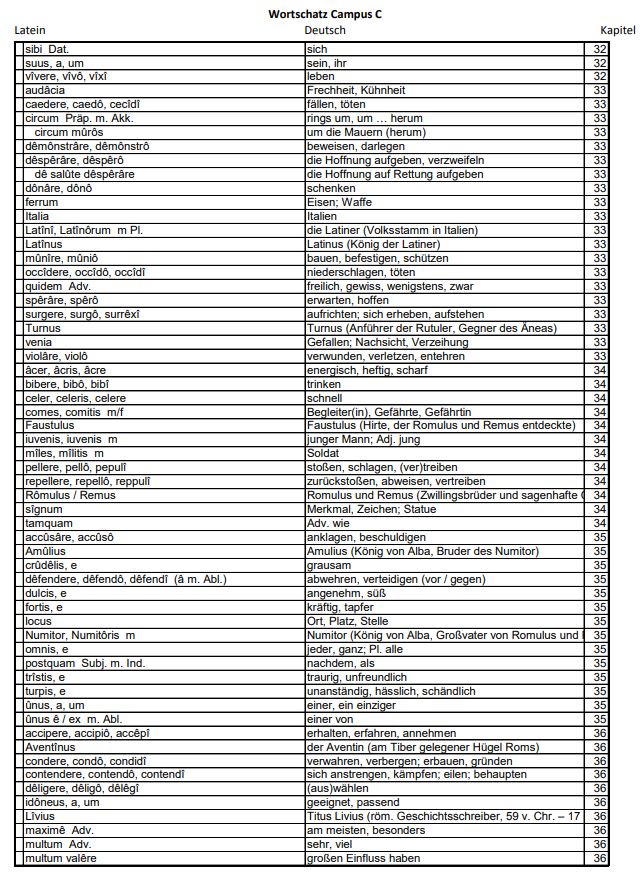 Wortschatz Campus C
Latein Deutsch Kapitel
sibi Dat. sich 32
suus, a, um sein, ihr 32
vîvere, vîvô, vîxî leben 32
audâcia Frechheit, Kühnheit 33
caedere, caedô, cecîdî fällen, töten 33
circum Präp. m. Akk. rings um, um … herum 33
circum mûrôs um die Mauern (herum) 33
dêmônstrâre, dêmônstrô beweisen, darlegen 33
dêspêrâre, dêspêrô die Hoffnung aufgeben, verzweifeln 33
dê salûte dêspêrâre die Hoffnung auf Rettung aufgeben 33
dônâre, dônô schenken 33
ferrum Eisen; Waffe 33
Italia Italien 33
Latînî, Latînôrum m Pl. die Latiner (Volksstamm in Italien) 33
Latînus Latinus (König der Latiner) 33
mûnîre, mûniô bauen, befestigen, schützen 33
occîdere, occîdô, occîdî niederschlagen, töten 33
quidem Adv. freilich, gewiss, wenigstens, zwar 33
spêrâre, spêrô erwarten, hoffen 33
surgere, surgô, surrêxî aufrichten; sich erheben, aufstehen 33
Turnus Turnus (Anführer der Rutuler, Gegner des Äneas) 33
venia Gefallen; Nachsicht, Verzeihung 33
violâre, violô verwunden, verletzen, entehren 33
âcer, âcris, âcre energisch, heftig, scharf 34
bibere, bibô, bibî trinken 34
celer, celeris, celere schnell 34
comes, comitis m/f Begleiter(in), Gefährte, Gefährtin 34
Faustulus Faustulus (Hirte, der Romulus und Remus entdeckte) 34
iuvenis, iuvenis m junger Mann; Adj. jung 34
mîles, mîlitis m Soldat 34
pellere, pellô, pepulî stoßen, schlagen, (ver)treiben 34
repellere, repellô, reppulî zurückstoßen, abweisen, vertreiben 34
Rômulus / Remus Romulus und Remus (Zwillingsbrüder und sagenhafte 34
sîgnum Merkmal, Zeichen; Statue 34
tamquam Adv. wie 34
accûsâre, accûsô anklagen, beschuldigen 35
Amûlius Amulius (König von Alba, Bruder des Numitor) 35
crûdêlis, e grausam 35
dêfendere, dêfendô, dêfendî (â m. Abl.) abwehren, verteidigen (vor / gegen) 35
dulcis, e angenehm, süß 35
fortis, e kräftig, tapfer 35
locus Ort, Platz, Stelle 35
Numitor, Numitôris m Numitor (König von Alba, Großvater von Romulus und 35
omnis, e jeder, ganz; Pl. alle 35
postquam Subj. m. Ind. nachdem, als 35
trîstis, e traurig, unfreundlich 35
turpis, e unanständig, hässlich, schändlich 35
ûnus, a, um einer, ein einziger 35
ûnus ê / ex m. Abl. einer von 35
accipere, accipiô, accêpî erhalten, erfahren, annehmen 36
Aventînus der Aventin (am Tiber gelegener Hügel Roms) 36
condere, condô, condidî verwahren, verbergen; erbauen, gründen 36
contendere, contendô, contendî sich anstrengen, kämpfen; eilen; behaupten 36
dêligere, dêligô, dêlêgî (aus)wählen 36
idôneus, a, um geeignet, passend 36
Lîvius Titus Livius (röm. Geschichtsschreiber, 59 v. Chr. – 17 36
maximê Adv. am meisten, besonders 36
multum Adv. sehr, viel 36
multum valêre großen Einfluss haben 36